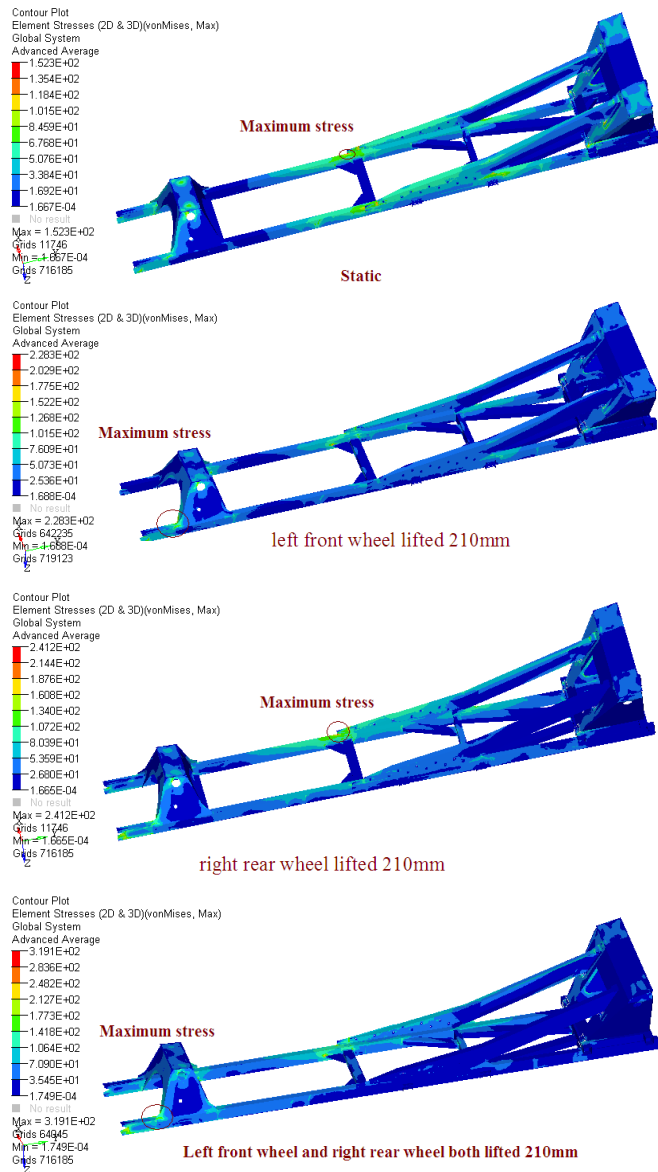 Contour Plot
Element Stresses (2D & 3D)(vonMises, Max)
Global System
Advanced Average
1.523E+02
1.354E+02
1.184E+02
1.015E+02
8.459E+01
6.768E+01
5.076E+01
3.384E+01
1.692E+01
1.667E-04
No result
Max = 1.523E+02
Grids 11746
Min = 1.667E-04
Grids 716185
X
Y
Z
Maximum stress
Static
Contour Plot
Element Stresses (2D & 3D)(vonMises, Max)
Global System
Advanced Average
2.283E+02
2.029E+02
1.775E+02
1.522E+02
1.268E+02
1.015E+02
7.609E+01
5.073E+01
2.536E+01
1.688E-04
No result
Max = 2.283E+02
Grids 642235
Min = 1.688E-04
Grids 719123
X
Y
Z
Maximum stress
left front wheel lifted 210mm
Contour Plot
Element Stresses (2D & 3D)(vonMises, Max)
Global System
Advanced Average
2.412E+02
2.144E+02
1.876E+02
1.608E+02
1.340E+02
1.072E+02
8.039E+01
5.359E+01
2.680E+01
1.665E-04
No result
Max = 2.412E+02
Grids 11746
Min = 1.665E-04
Grids 716185
X
Y
Z
Maximum stress
right rear wheel lifted 210mm
Contour Plot
Element Stresses (2D & 3D)(vonMises, Max)
Global System
Advanced Average
3.191E+02
2.836E+02
2.482E+02
2.127E+02
1.773E+02
1.418E+02
1.064E+02
7.090E+01
3.545E+01
1.749E-04
No result
Max = 3.191E+02
Grids 64045
Min = 1.749E-04
Grids 716185
X
Y
Z
Maximum stress
Left front wheel and right rear wheel both lifted 210mm